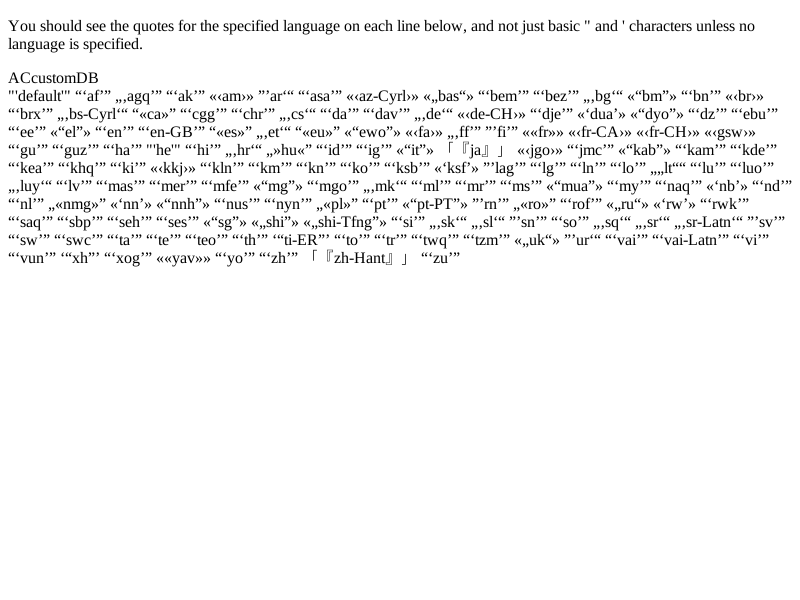 You should see the quotes for the specified language on each line below, and not just basic " and ' characters unless no
language is specified.
ACcustomDB
"'default'" “‘af’” „‚agq’” “‘ak’” «‹am›» ”’ar‘“ “‘asa’” «‹az-Cyrl›» «„bas“» “‘bem’” “‘bez’” „‚bg‘“ «“bm”» “‘bn’” «‹br›»
“‘brx’” „‚bs-Cyrl‘“ “«ca»” “‘cgg’” “‘chr’” „‚cs‘“ “‘da’” “‘dav’” „‚de‘“ «‹de-CH›» “‘dje’” «‘dua’» «“dyo”» “‘dz’” “‘ebu’”
“‘ee’” «“el”» “‘en’” “‘en-GB’” “«es»” „‚et‘“ “«eu»” «“ewo”» «‹fa›» „‚ff’” ”’fi’” «‹fr›» «‹fr-CA›» «‹fr-CH›» «‹gsw›»
“‘gu’” “‘guz’” “‘ha’” "'he'" “‘hi’” „‚hr‘“ „»hu«“ “‘id’” “‘ig’” «“it”» 「『ja』」 «‹jgo›» “‘jmc’” «“kab”» “‘kam’” “‘kde’”
“‘kea’” “‘khq’” “‘ki’” «‹kkj›» “‘kln’” “‘km’” “‘kn’” “‘ko’” “‘ksb’” «‘ksf’» ”’lag’” “‘lg’” “‘ln’” “‘lo’” „„lt““ “‘lu’” “‘luo’”
„‚luy‘“ “‘lv’” “‘mas’” “‘mer’” “‘mfe’” «“mg”» “‘mgo’” „‚mk‘“ “‘ml’” “‘mr’” “‘ms’” «“mua”» “‘my’” “‘naq’” «‘nb’» “‘nd’”
“‘nl’” „«nmg»” «‘nn’» «“nnh”» “‘nus’” “‘nyn’” „«pl»” “‘pt’” «“pt-PT”» ”’rn’” „«ro»” “‘rof’” «„ru“» «‘rw’» “‘rwk’”
“‘saq’” “‘sbp’” “‘seh’” “‘ses’” «“sg”» «„shi”» «„shi-Tfng”» “‘si’” „‚sk‘“ „‚sl‘“ ”’sn’” “‘so’” „‚sq‘“ „‚sr‘“ „‚sr-Latn‘“ ”’sv’”
“‘sw’” “‘swc’” “‘ta’” “‘te’” “‘teo’” “‘th’” ‘“ti-ER”’ “‘to’” “‘tr’” “‘twq’” “‘tzm’” «„uk“» ”’ur‘“ “‘vai’” “‘vai-Latn’” “‘vi’”
“‘vun’” ‘“xh”’ “‘xog’” ««yav»» “‘yo’” “‘zh’” 「『zh-Hant』」 “‘zu’”